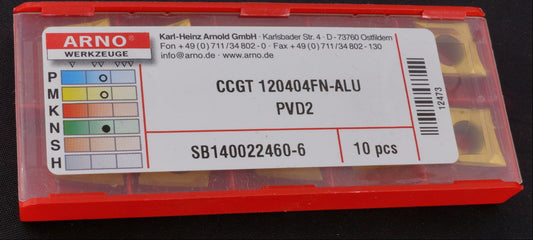 ARNO®
WERKZEUGE
Karl-Heinz Arnold GmbH · Karlsbader Str. 4 · D - 73760 Ostfildern
Fon +49 (0) 711/34 802 - 0 · Fax +49 (0) 711/34 802 - 130
info@arno.de · www.arno.de
P
M
K
N
S
H
CCGT 120404FN-ALU
PVD2
SB140022460-6
10 pcs
12473